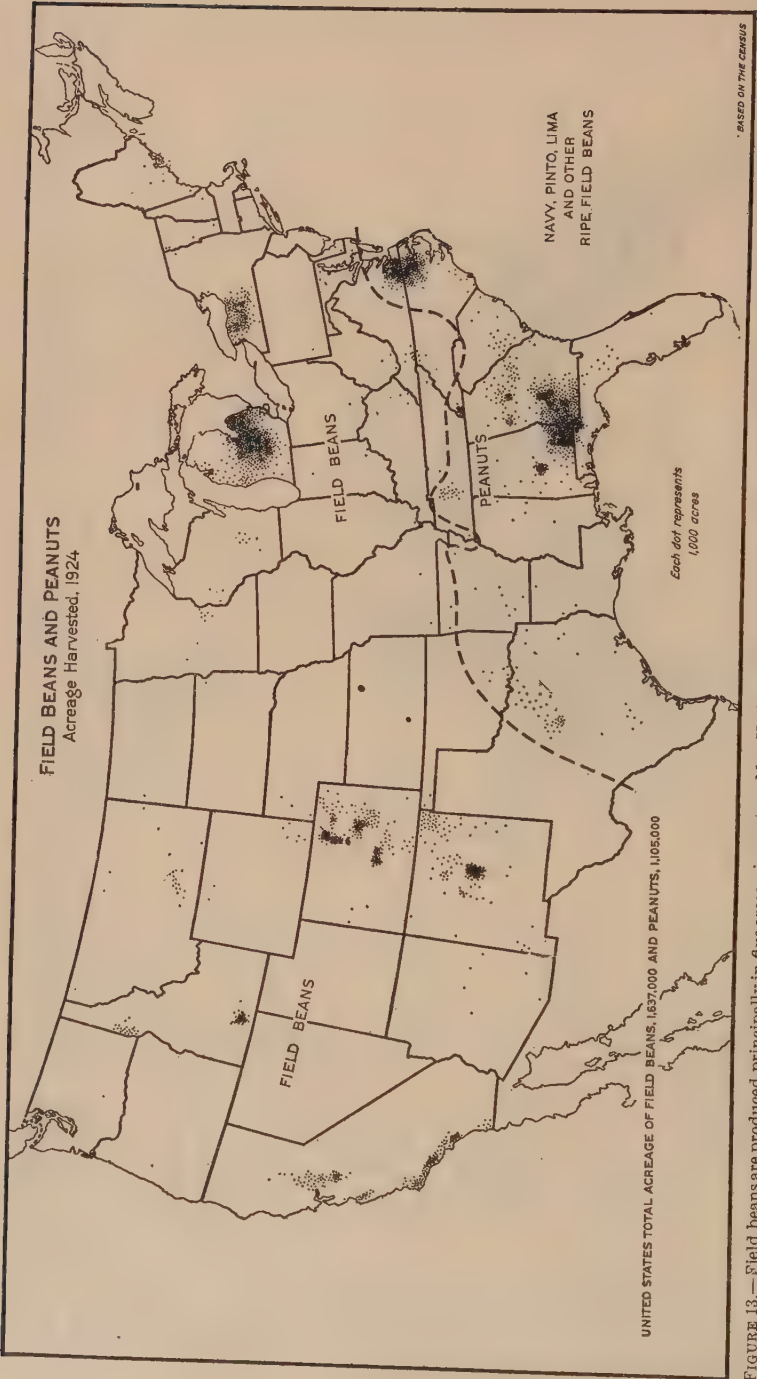 FIELD BEANS AND PEANUTS
Acreage Harvested, 1924
FIELD BEANS
FIELD BEANS
PEANUTS
NAVY, PINTO, LIMA
AND OTHER
RIPE FIELD BEANS
Each dot represents
1,000 acres
UNITED STATES TOTAL ACREAGE OF FIELD BEANS, 1,637,000 AND PEANUTS, 1,105,000
BASED ON THE CENSUS
FIGURE 13.—Field beans are produced principally in five